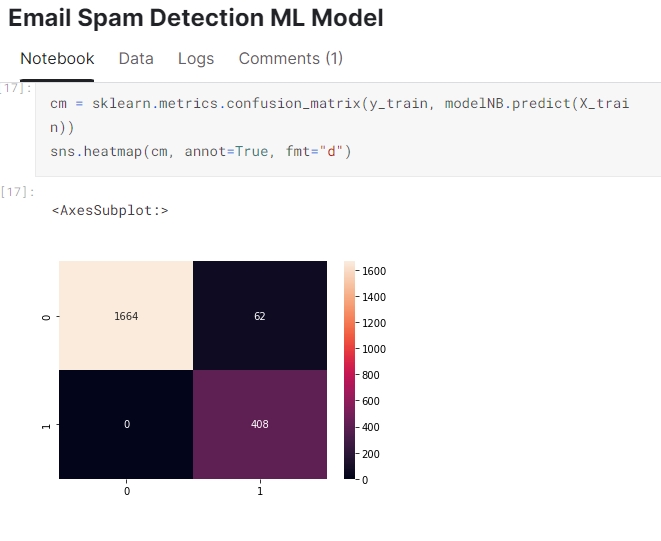 Email Spam Detection ML Model
Notebook Data Logs Comments (1)
[17]:
cm = sklearn.metrics.confusion_matrix(y_train, modelNB.predict(X_trai
n))
sns.heatmap(cm, annot=True, fmt="d")
[17]:
<AxesSubplot:>
1664 62
0 408
0
1
0 1
1600
1400
1200
1000
800
600
400
200
0